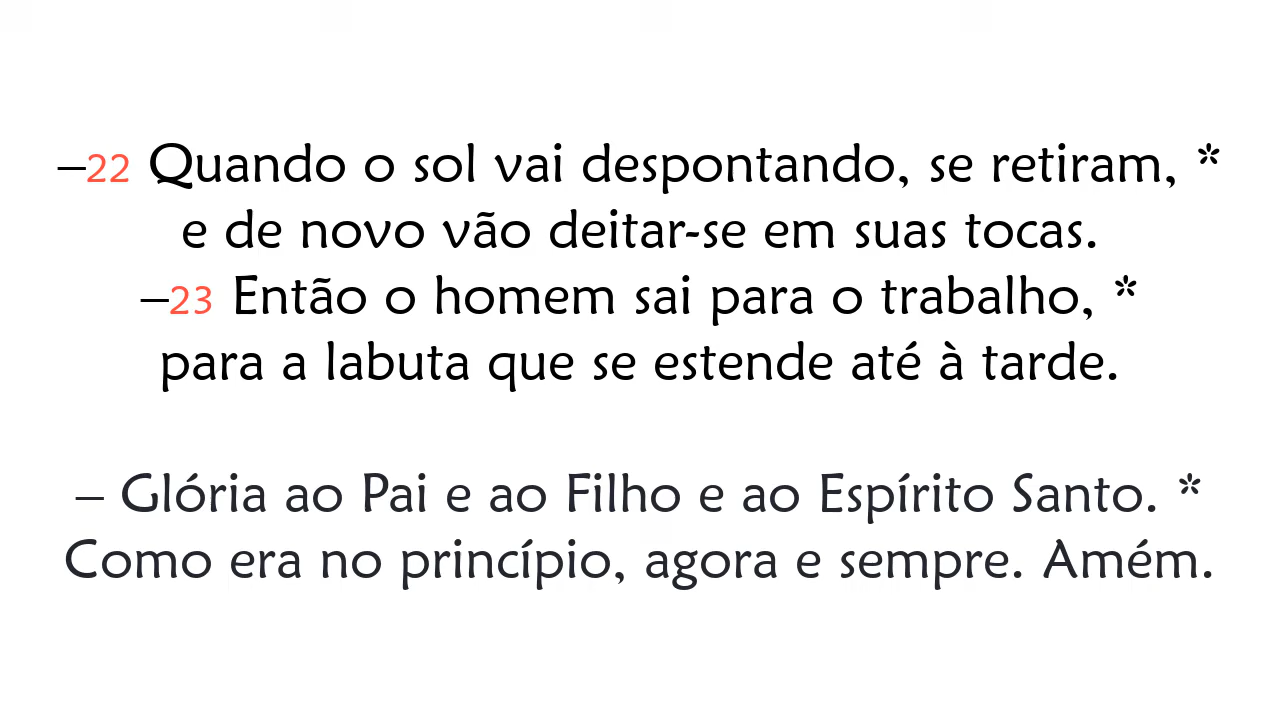 –22 Quando o sol vai despontando, se retiram, *
e de novo vão deitar-se em suas tocas.
–23 Então o homem sai para o trabalho, *
para a labuta que se estende até à tarde.
– Glória ao Pai e ao Filho e ao Espírito Santo. *
Como era no princípio, agora e sempre. Amém.